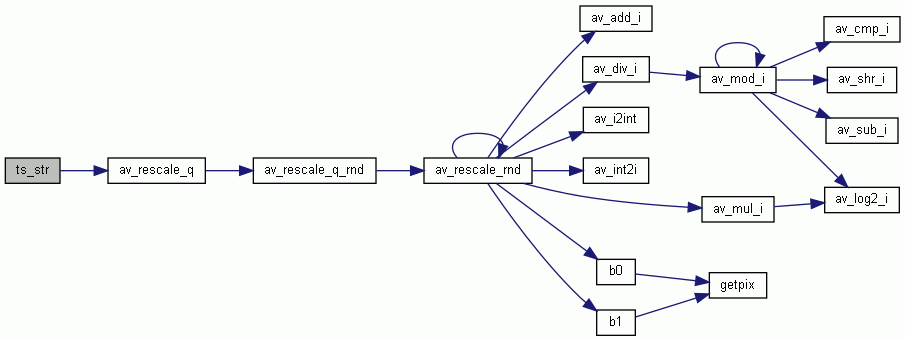 ts_str
av_rescale_q
av_rescale_q_rnd
av_rescale_rnd
av_add_i
av_div_i
av_i2int
av_int2i
av_mul_i
b0
b1
av_mod_i
getpix
av_cmp_i
av_shr_i
av_sub_i
av_log2_i